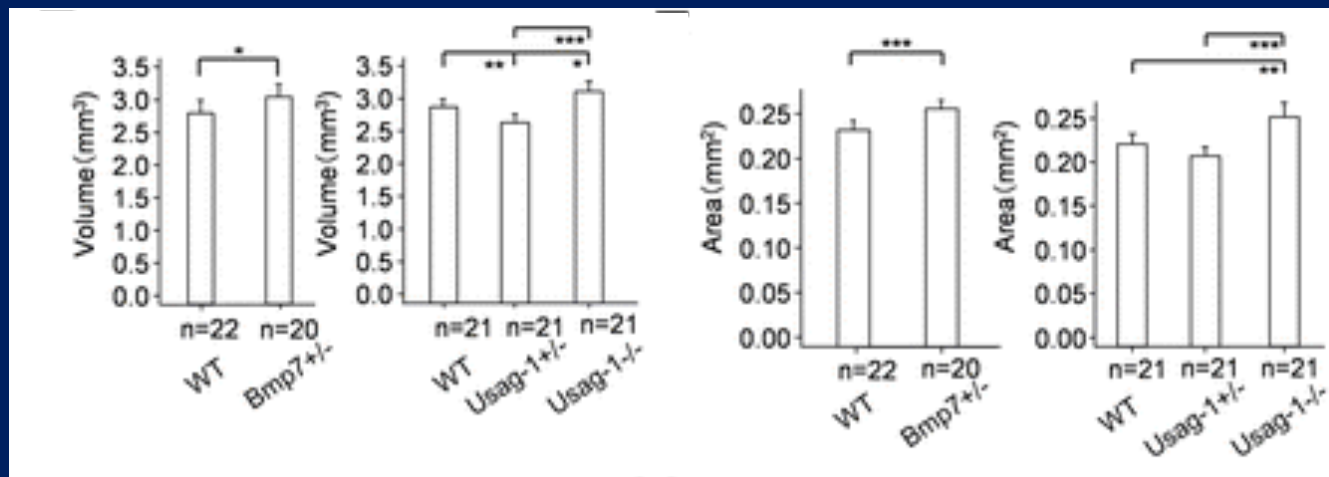 *
Volume(mm³)
3.5
3.0
2.5
2.0
1.5
1.0
0.5
0.0
n=22 n=20
WT Bmp7+/-
***
** *
Volume(mm³)
3.5
3.0
2.5
2.0
1.5
1.0
0.5
0.0
n=21 n=21 n=21
WT Usag-1+/- Usag-1-/-
***
Area(mm²)
0.25
0.20
0.15
0.10
0.05
0.00
n=22 n=20
WT Bmp7+/-
***
**
Area(mm²)
0.25
0.20
0.15
0.10
0.05
0.00
n=21 n=21 n=21
WT Usag-1+/- Usag-1-/-